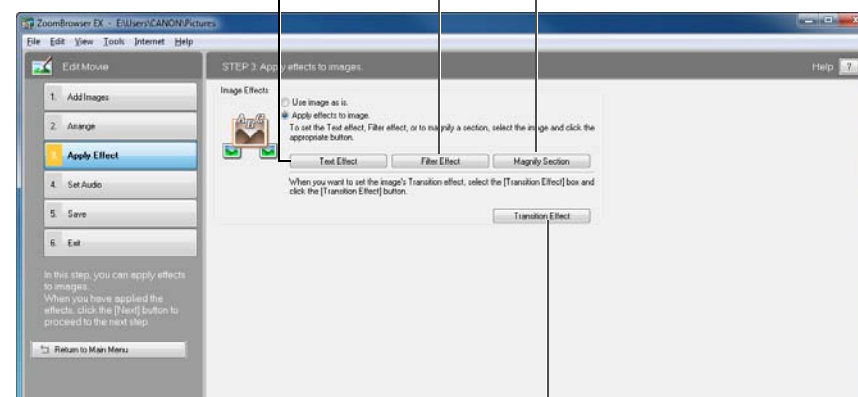 ZoomBrowser EX - E:\Users\CANON\Pictures
File Edit View Tools Internet Help
Edit Movie
STEP 3: Apply effects to images.
Help ?
1. Add Images
2. Arrange
3. Apply Effect
4. Set Audio
5. Save
6. Exit
In this step, you can apply effects
to images.
When you have applied the
effects, click the [Next] button to
proceed to the next step.
Return to Main Menu
Image Effects
Use image as is.
Apply effects to image.
To set the Text effect, Filter effect, or to magnify a section, select the image and click the
appropriate button.
Text Effect Filter Effect Magnify Section
When you want to set the image's Transition effect, select the [Transition Effect] box and
click the [Transition Effect] button.
Transition Effect